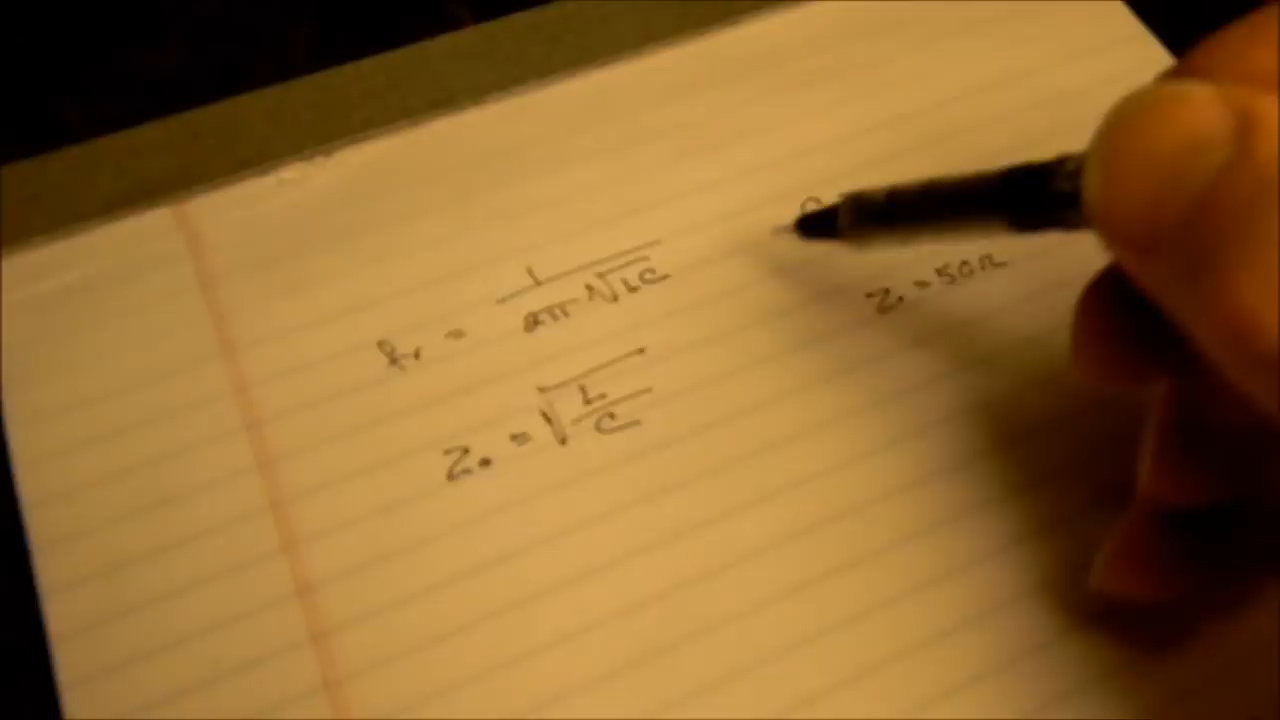 fr = 1/(2π√LC)
Z₀ = √(L/C)
Z₀ = 50Ω